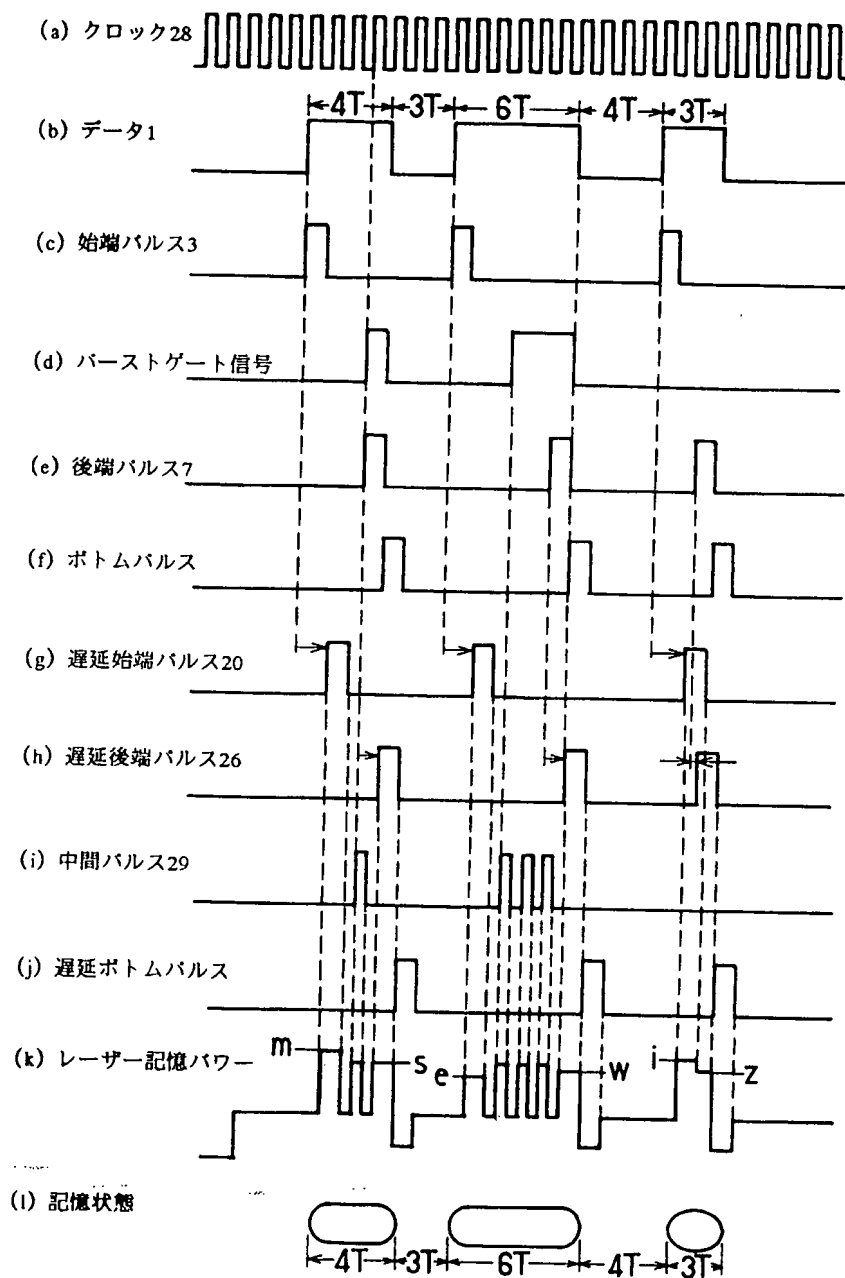 (a) クロック28
4T 3T 6T 4T 3T
(b) データ1
(c) 始端パルス3
(d) バーストゲート信号
(e) 後端パルス7
(f) ボトムパルス
(g) 遅延始端パルス20
(h) 遅延後端パルス26
(i) 中間パルス29
(j) 遅延ボトムパルス
(k) レーザー記憶パワー
m s e w i z
(l) 記憶状態
4T 3T 6T 4T 3T